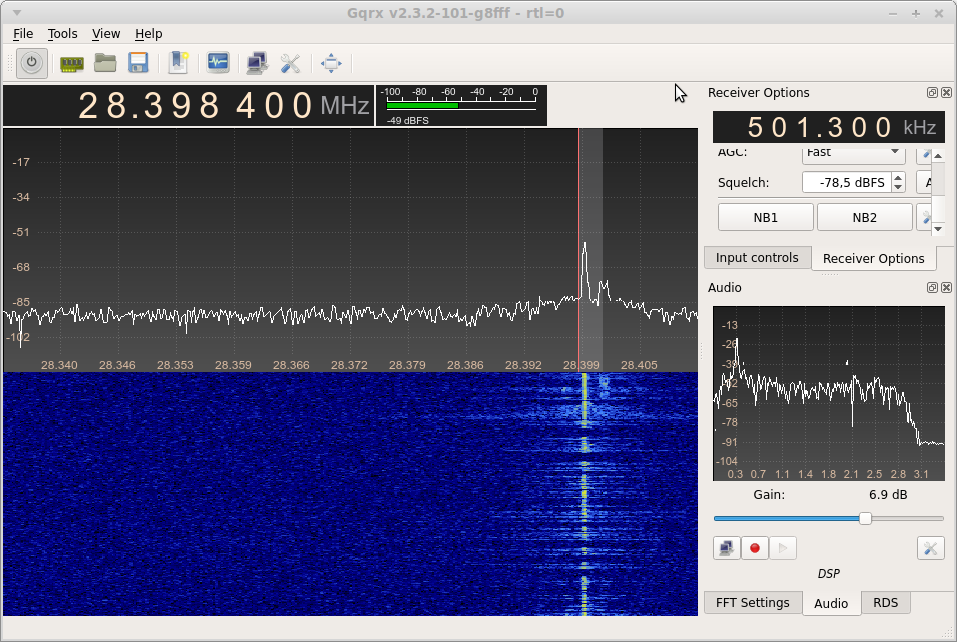 Gqrx v2.3.2-101-g8fff - rtl=0
File Tools View Help
28.398 400 MHz
-100 -80 -60 -40 -20 0
-49 dBFS
-17
-34
-51
-68
-85
-102
28.340 28.346 28.353 28.359 28.366 28.372 28.379 28.386 28.392 28.399 28.405
Receiver Options
501.300 kHz
AGC: Fast
Squelch: -78,5 dBFS A
NB1 NB2
Input controls Receiver Options
Audio
-13
-26
-39
-52
-65
-78
-91
-104
0.3 0.7 1.1 1.4 1.8 2.1 2.5 2.8 3.1
Gain: 6.9 dB
DSP
FFT Settings Audio RDS